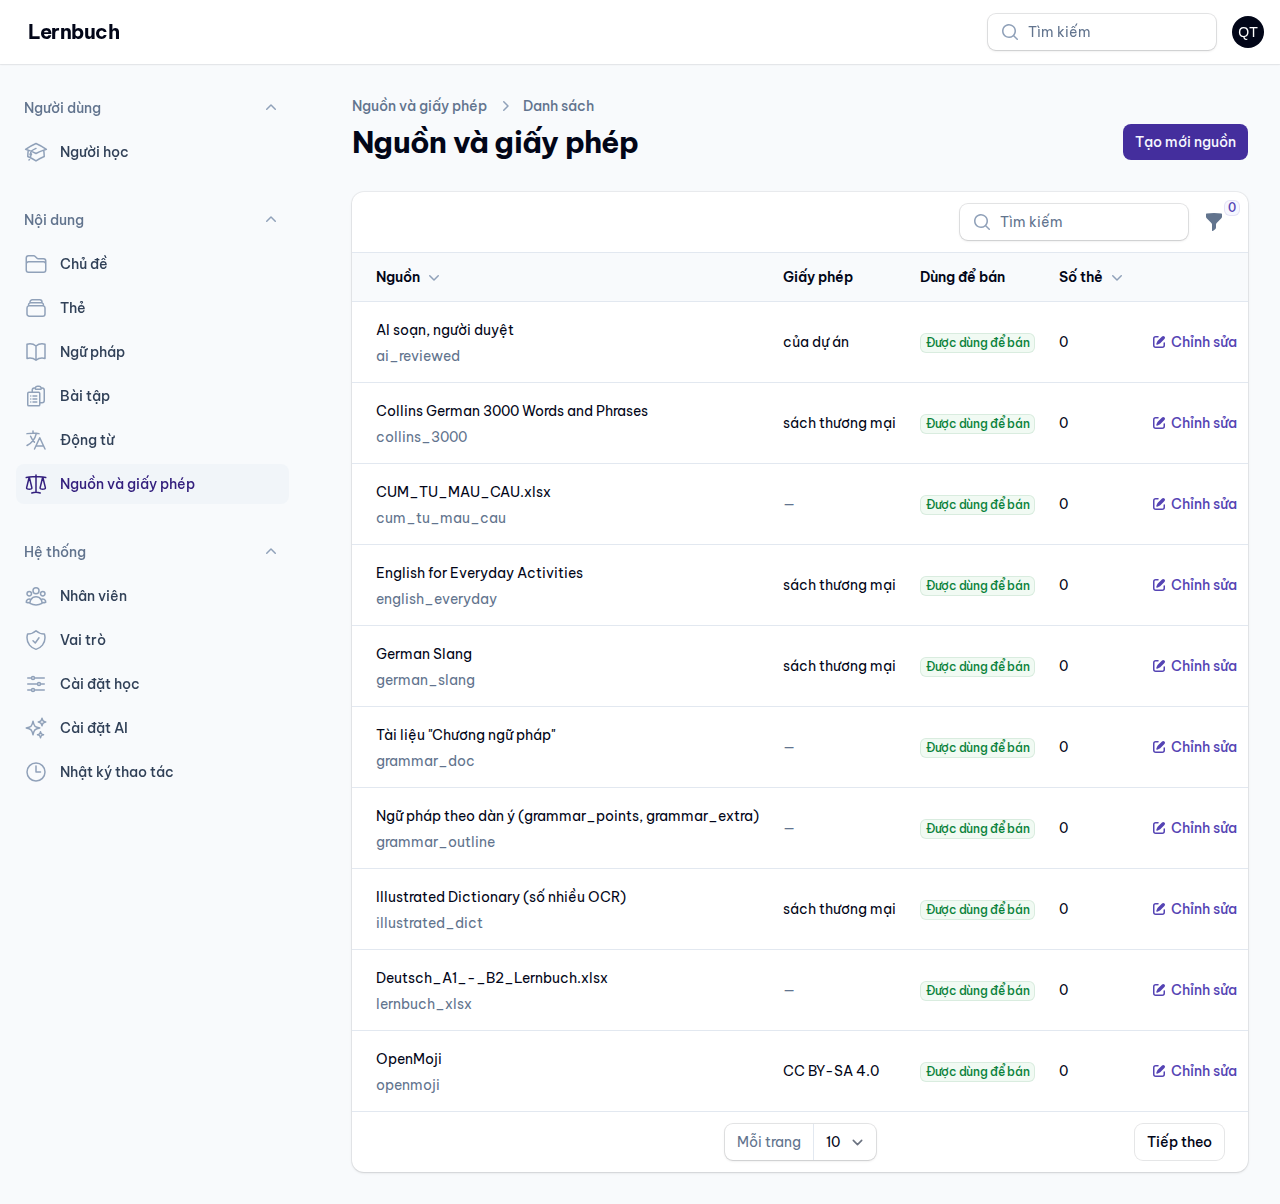 Lernbuch
Tìm kiếm
QT
Người dùng
Người học
Nội dung
Chủ đề
Thẻ
Ngữ pháp
Bài tập
Động từ
Nguồn và giấy phép
Hệ thống
Nhân viên
Vai trò
Cài đặt học
Cài đặt AI
Nhật ký thao tác
Nguồn và giấy phép > Danh sách
Nguồn và giấy phép
Tạo mới nguồn
Tìm kiếm
0
Nguồn Giấy phép Dùng để bán Số thẻ
AI soạn, người duyệt
ai_reviewed
của dự án Được dùng để bán 0 Chỉnh sửa
Collins German 3000 Words and Phrases
collins_3000
sách thương mại Được dùng để bán 0 Chỉnh sửa
CUM_TU_MAU_CAU.xlsx
cum_tu_mau_cau
— Được dùng để bán 0 Chỉnh sửa
English for Everyday Activities
english_everyday
sách thương mại Được dùng để bán 0 Chỉnh sửa
German Slang
german_slang
sách thương mại Được dùng để bán 0 Chỉnh sửa
Tài liệu "Chương ngữ pháp"
grammar_doc
— Được dùng để bán 0 Chỉnh sửa
Ngữ pháp theo dàn ý (grammar_points, grammar_extra)
grammar_outline
— Được dùng để bán 0 Chỉnh sửa
Illustrated Dictionary (số nhiều OCR)
illustrated_dict
sách thương mại Được dùng để bán 0 Chỉnh sửa
Deutsch_A1_-_B2_Lernbuch.xlsx
lernbuch_xlsx
— Được dùng để bán 0 Chỉnh sửa
OpenMoji
openmoji
CC BY-SA 4.0 Được dùng để bán 0 Chỉnh sửa
Mỗi trang 10
Tiếp theo